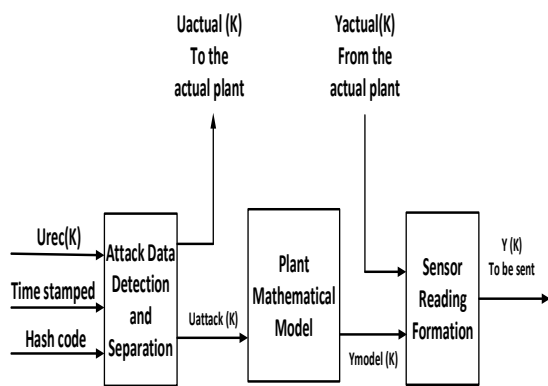 Uactual (K)
To the
actual plant
Yactual(K)
From the
actual plant
Urec(K)
Time stamped
Hash code
Attack Data
Detection
and
Separation
Uattack (K)
Plant
Mathematical
Model
Ymodel (K)
Sensor
Reading
Formation
Y (K)
To be sent